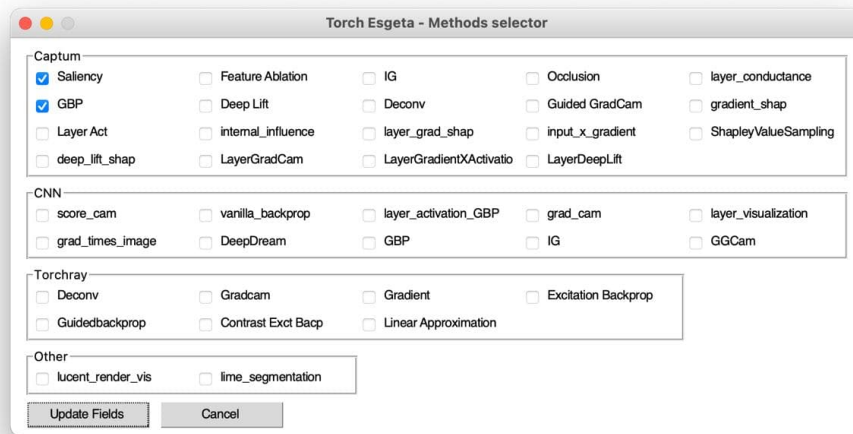 Torch Esgeta - Methods selector
Captum
Saliency Feature Ablation IG Occlusion layer_conductance
GBP Deep Lift Deconv Guided GradCam gradient_shap
Layer Act internal_influence layer_grad_shap input_x_gradient ShapleyValueSampling
deep_lift_shap LayerGradCam LayerGradientXActivatio LayerDeepLift
CNN
score_cam vanilla_backprop layer_activation_GBP grad_cam layer_visualization
grad_times_image DeepDream GBP IG GGCam
Torchray
Deconv Gradcam Gradient Excitation Backprop
Guidedbackprop Contrast Exct Bacp Linear Approximation
Other
lucent_render_vis lime_segmentation
Update Fields Cancel